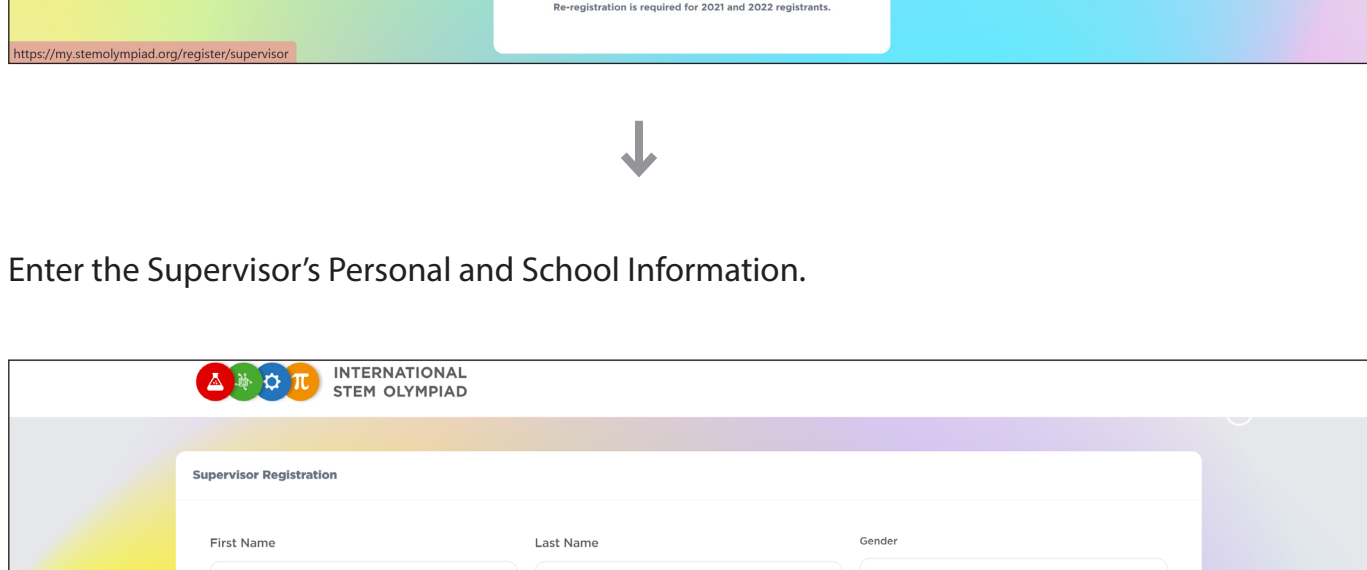 Re-registration is required for 2021 and 2022 registrants.
https://my.stemolympiad.org/register/supervisor
Enter the Supervisor’s Personal and School Information.
INTERNATIONAL
STEM OLYMPIAD
Supervisor Registration
First Name Last Name Gender